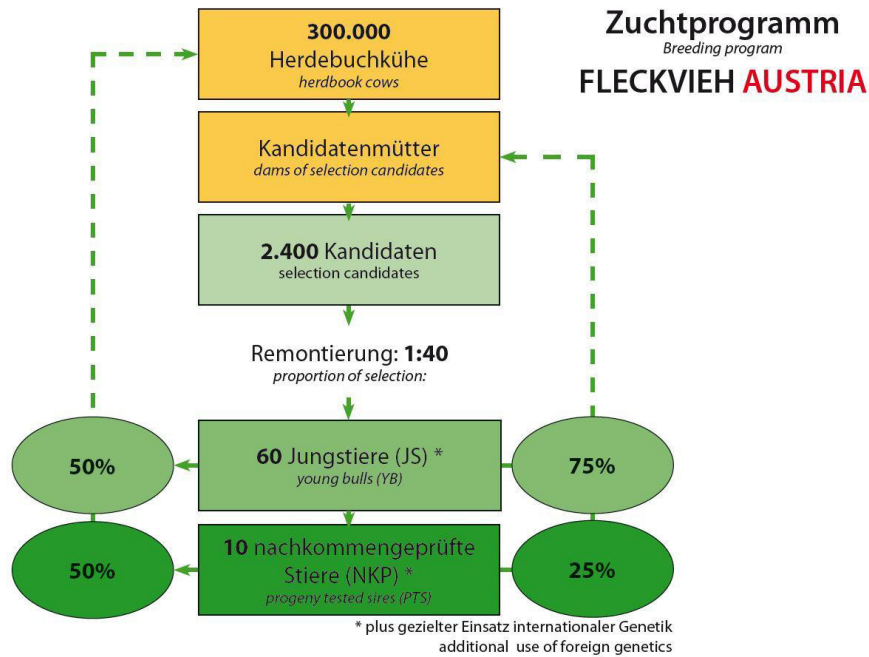 Zuchtprogramm
Breeding program
FLECKVIEH AUSTRIA
300.000
Herdebuchkühe
herdbook cows
Kandidatenmütter
dams of selection candidates
2.400 Kandidaten
selection candidates
Remontierung: 1:40
proportion of selection:
50%
60 Jungstiere (JS) *
young bulls (YB)
75%
50%
10 nachkommengeprüfte
Stiere (NKP) *
progeny tested sires (PTS)
25%
* plus gezielter Einsatz internationaler Genetik
additional use of foreign genetics